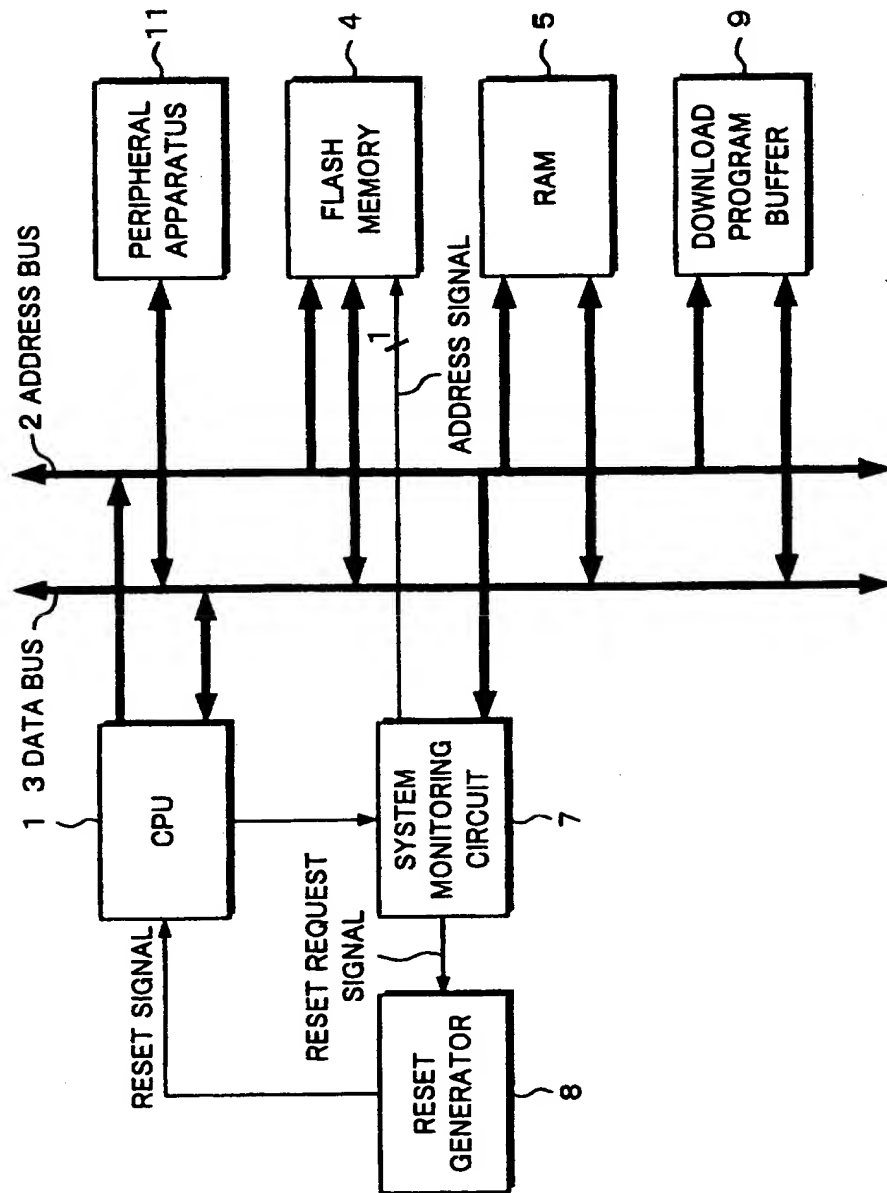 PERIPHERAL
APPARATUS
11
FLASH
MEMORY
4
RAM
5
DOWNLOAD
PROGRAM
BUFFER
9
2 ADDRESS BUS
1
ADDRESS SIGNAL
3 DATA BUS
1
CPU
SYSTEM
MONITORING
CIRCUIT
7
RESET SIGNAL
RESET REQUEST
SIGNAL
RESET
GENERATOR
8